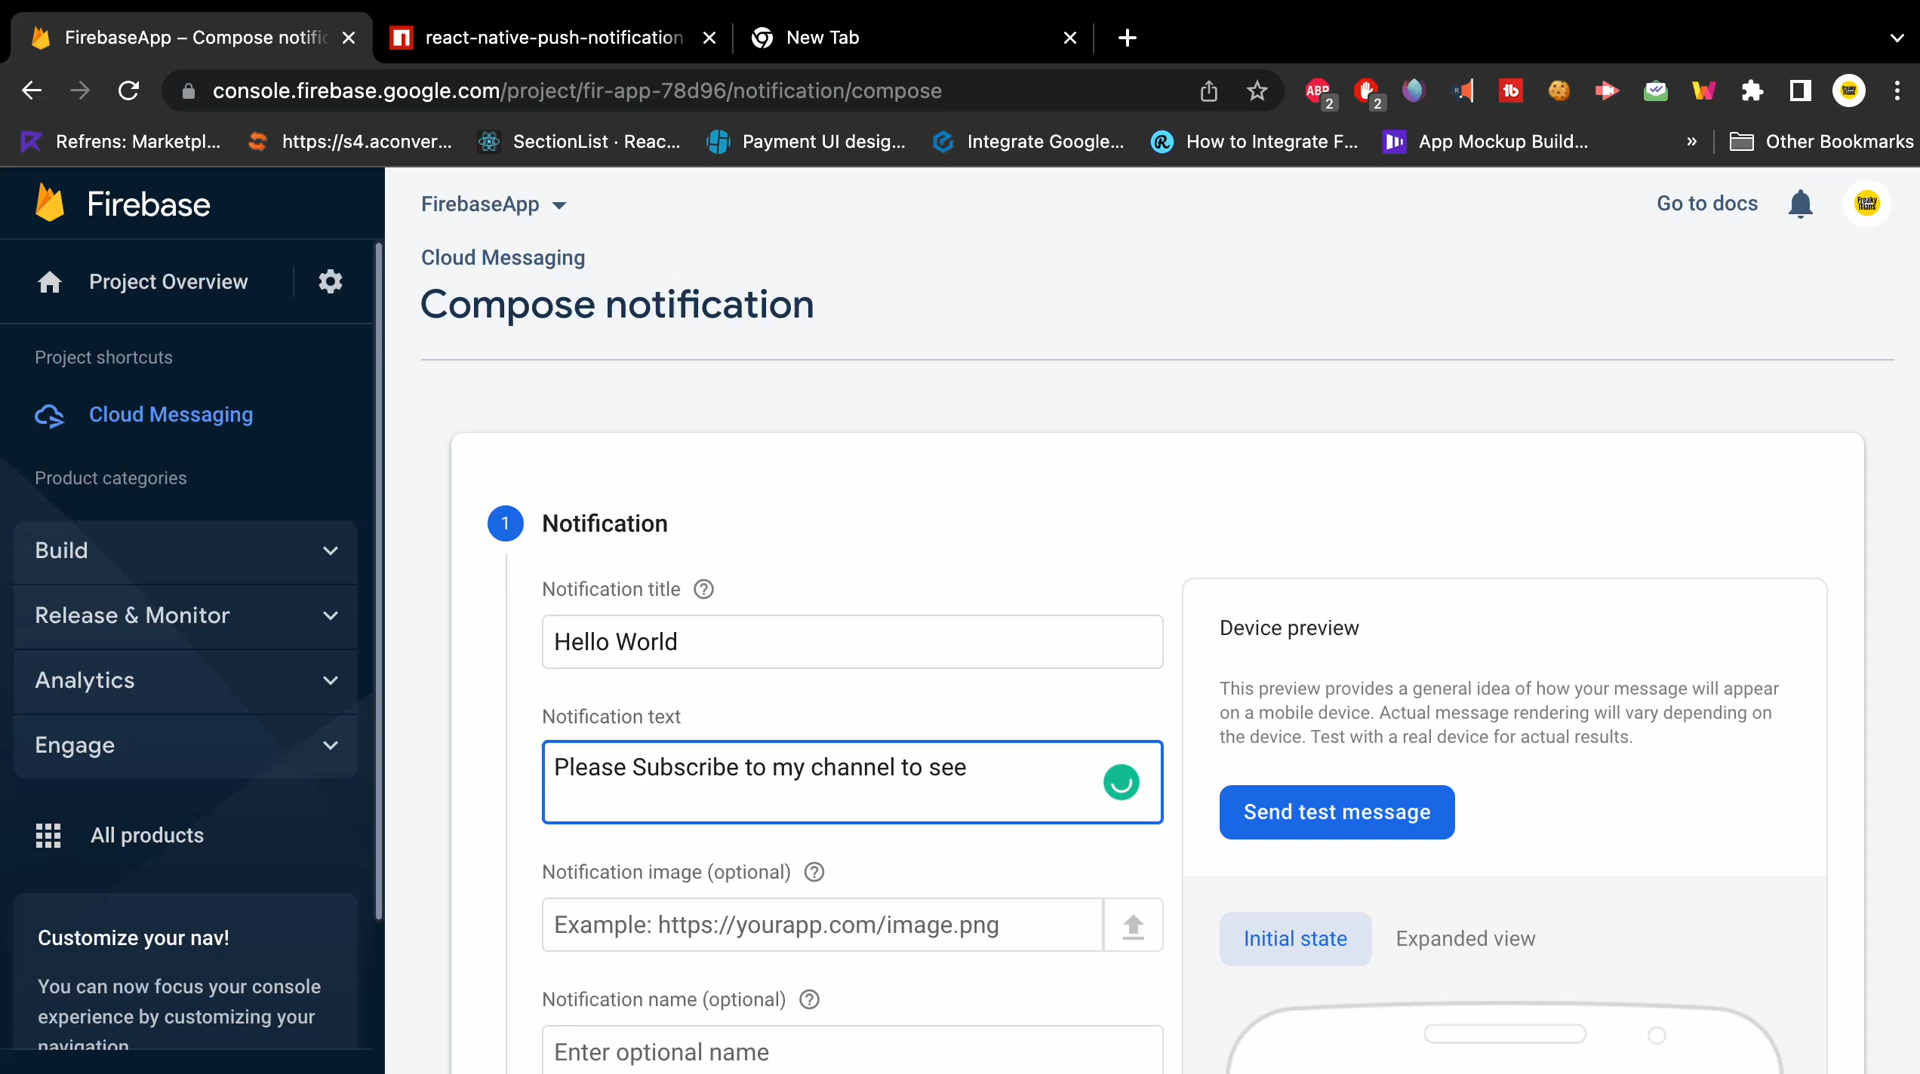 FirebaseApp – Compose notific
react-native-push-notification
New Tab
console.firebase.google.com/project/fir-app-78d96/notification/compose
ABP
2
2
tb
Refrens: Marketpl...
https://s4.aconver...
SectionList · Reac...
Payment UI desig...
Integrate Google...
How to Integrate F...
App Mockup Build...
»
Other Bookmarks
Firebase
FirebaseApp
Go to docs
Freaky
Cloud Messaging
Compose notification
Project Overview
Project shortcuts
Cloud Messaging
Product categories
Build
Release & Monitor
Analytics
Engage
All products
Customize your nav!
You can now focus your console
experience by customizing your
navigation
1
Notification
Notification title
Hello World
Notification text
Please Subscribe to my channel to see
Notification image (optional)
Example: https://yourapp.com/image.png
Notification name (optional)
Enter optional name
Device preview
This preview provides a general idea of how your message will appear
on a mobile device. Actual message rendering will vary depending on
the device. Test with a real device for actual results.
Send test message
Initial state
Expanded view